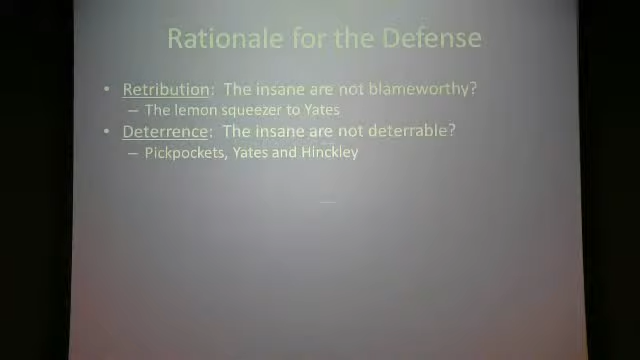 Rationale for the Defense
• Retribution: The insane are not blameworthy?
– The lemon squeezer to Yates
• Deterrence: The insane are not deterrable?
– Pickpockets, Yates and Hinckley